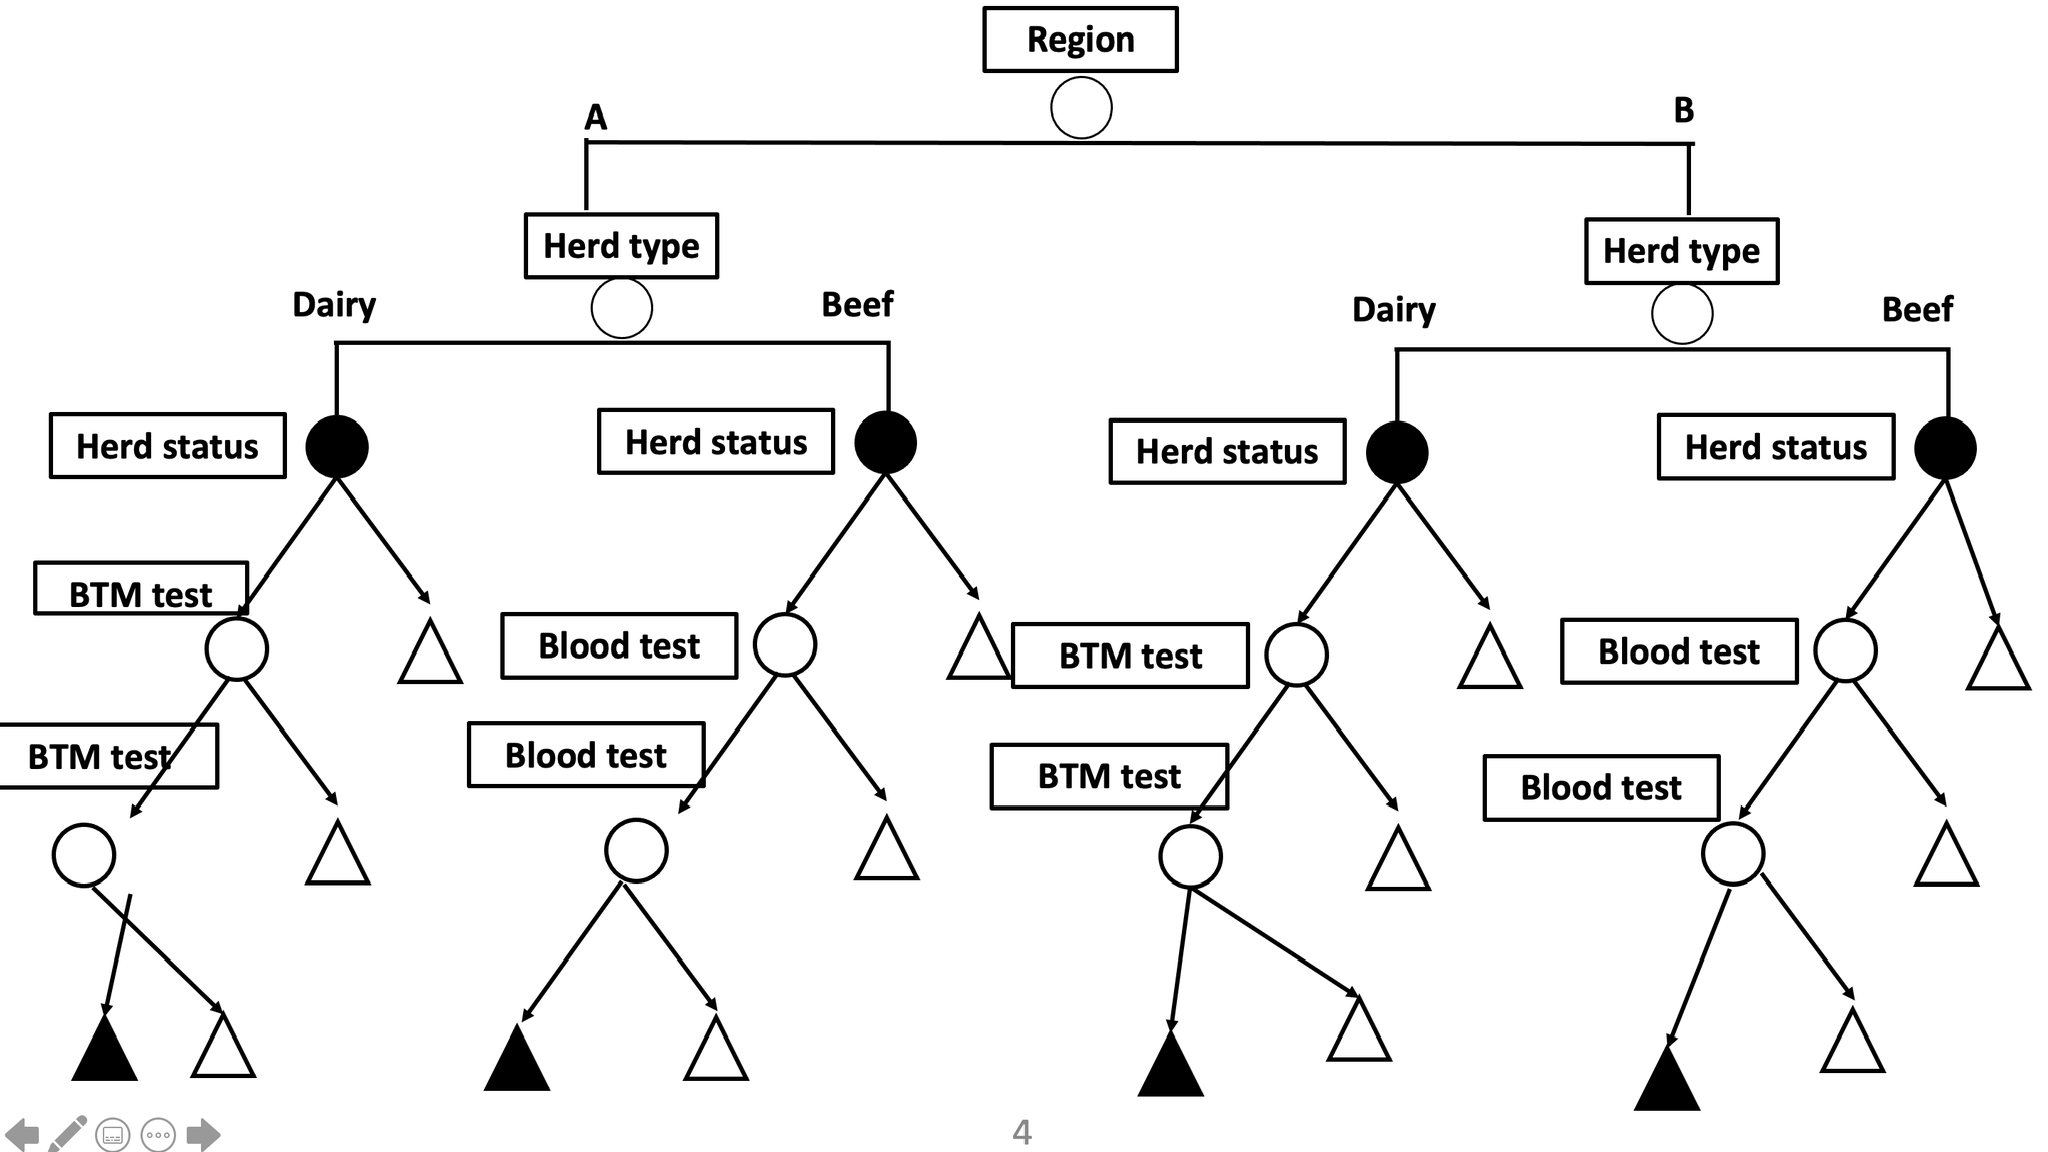 Region
A
B
Herd type
Herd type
Dairy
Beef
Dairy
Beef
Herd status
Herd status
Herd status
Herd status
BTM test
Blood test
BTM test
Blood test
BTM test
Blood test
BTM test
Blood test
4